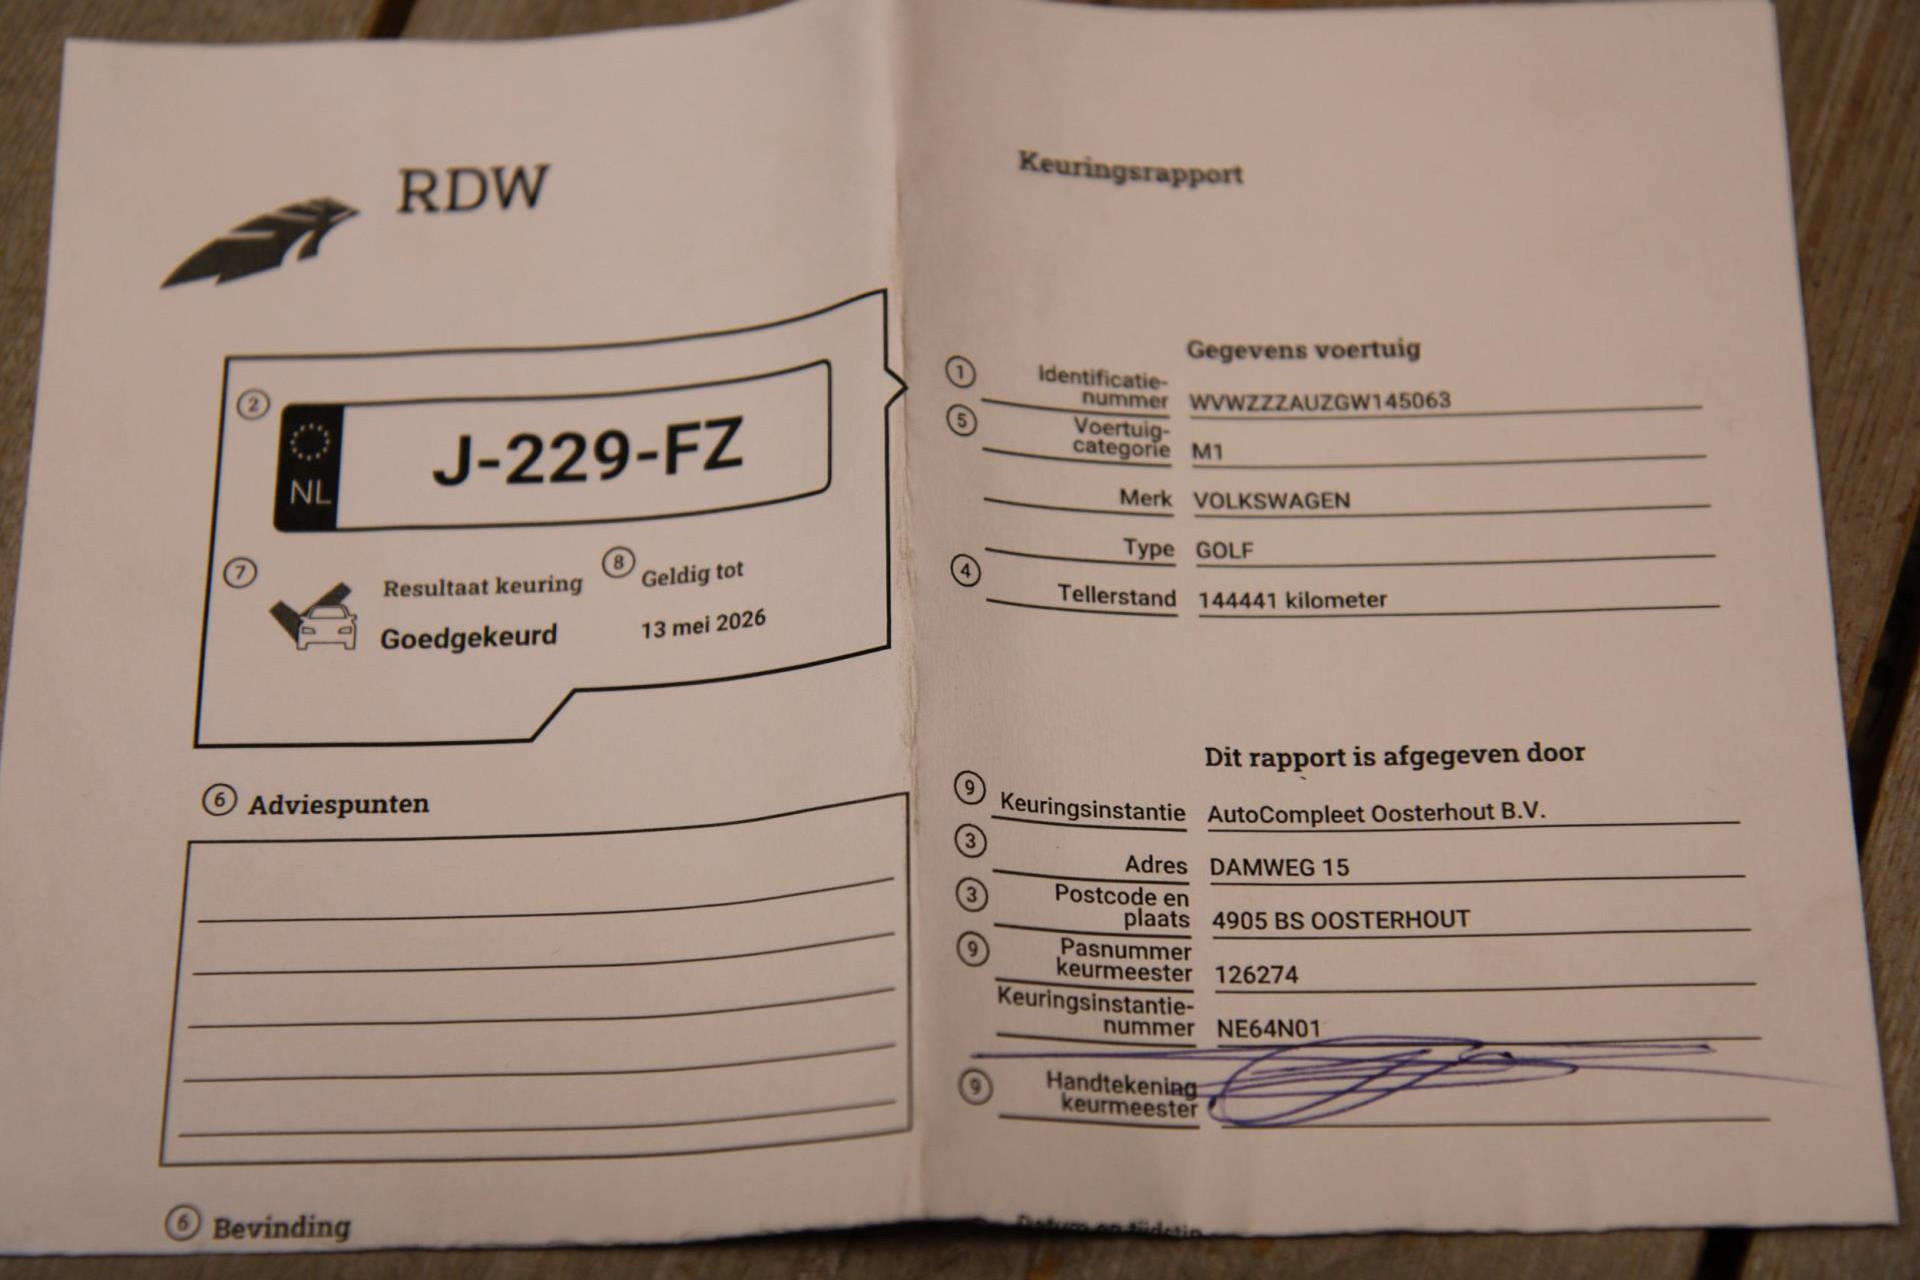 RDW
Keuringsrapport
2
NL
J-229-FZ
7
Resultaat keuring
Goedgekeurd
8
Geldig tot
13 mei 2026
Gegevens voertuig
1
Identificatie-
nummer WVWZZZAUZGW145063
5
Voertuig-
categorie M1
Merk VOLKSWAGEN
Type GOLF
4
Tellerstand 144441 kilometer
6 Adviespunten
Dit rapport is afgegeven door
9
Keuringsinstantie AutoCompleet Oosterhout B.V.
3
Adres DAMWEG 15
3
Postcode en
plaats 4905 BS OOSTERHOUT
9
Pasnummer
keurmeester 126274
Keuringsinstantie-
nummer NE64N01
9
Handtekening
keurmeester
6 Bevinding
Datum en tijdstip